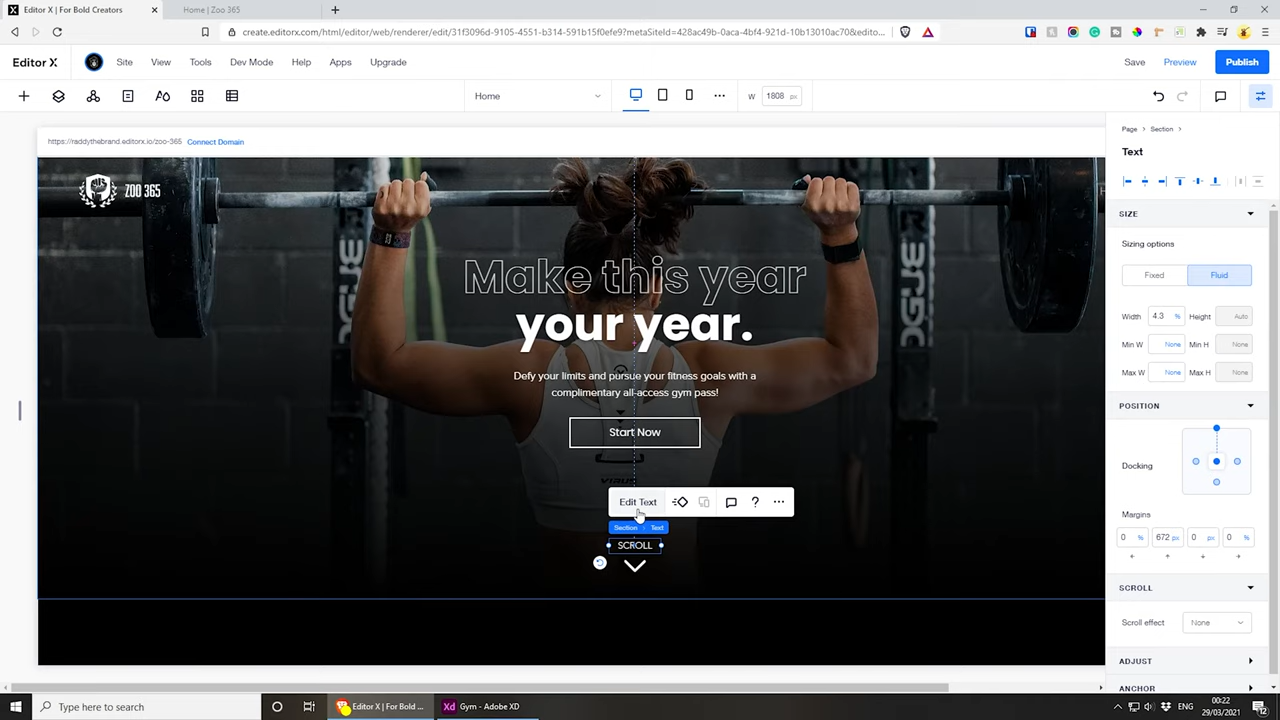 Editor X | For Bold Creators
Home | Zoo 365
create.editorx.com/html/editor/web/renderer/edit/31f3096d-9105-4551-b314-591b15f0efe9?metaSiteId=428ac49b-0aca-4bf4-921d-10b13010ac70&edito...
Editor X
Site
View
Tools
Dev Mode
Help
Apps
Upgrade
Save
Preview
Publish
Home
W
1808 px
https://raddythebrand.editorx.io/zoo-365
Connect Domain
Page
Section
Text
ZOO 365
Make this year
your year.
Defy your limits and pursue your fitness goals with a
complimentary all-access gym pass!
Start Now
VIRUS
Edit Text
Section
Text
SCROLL
SIZE
Sizing options
Fixed
Fluid
Width
4.3 %
Height
Auto
Min W
None
Min H
None
Max W
None
Max H
None
POSITION
Docking
Margins
0 %
672 px
0 px
0 %
SCROLL
Scroll effect
None
ADJUST
ANCHOR
Type here to search
Editor X | For Bold ...
Gym - Adobe XD
ENG
00:22
29/03/2021
12